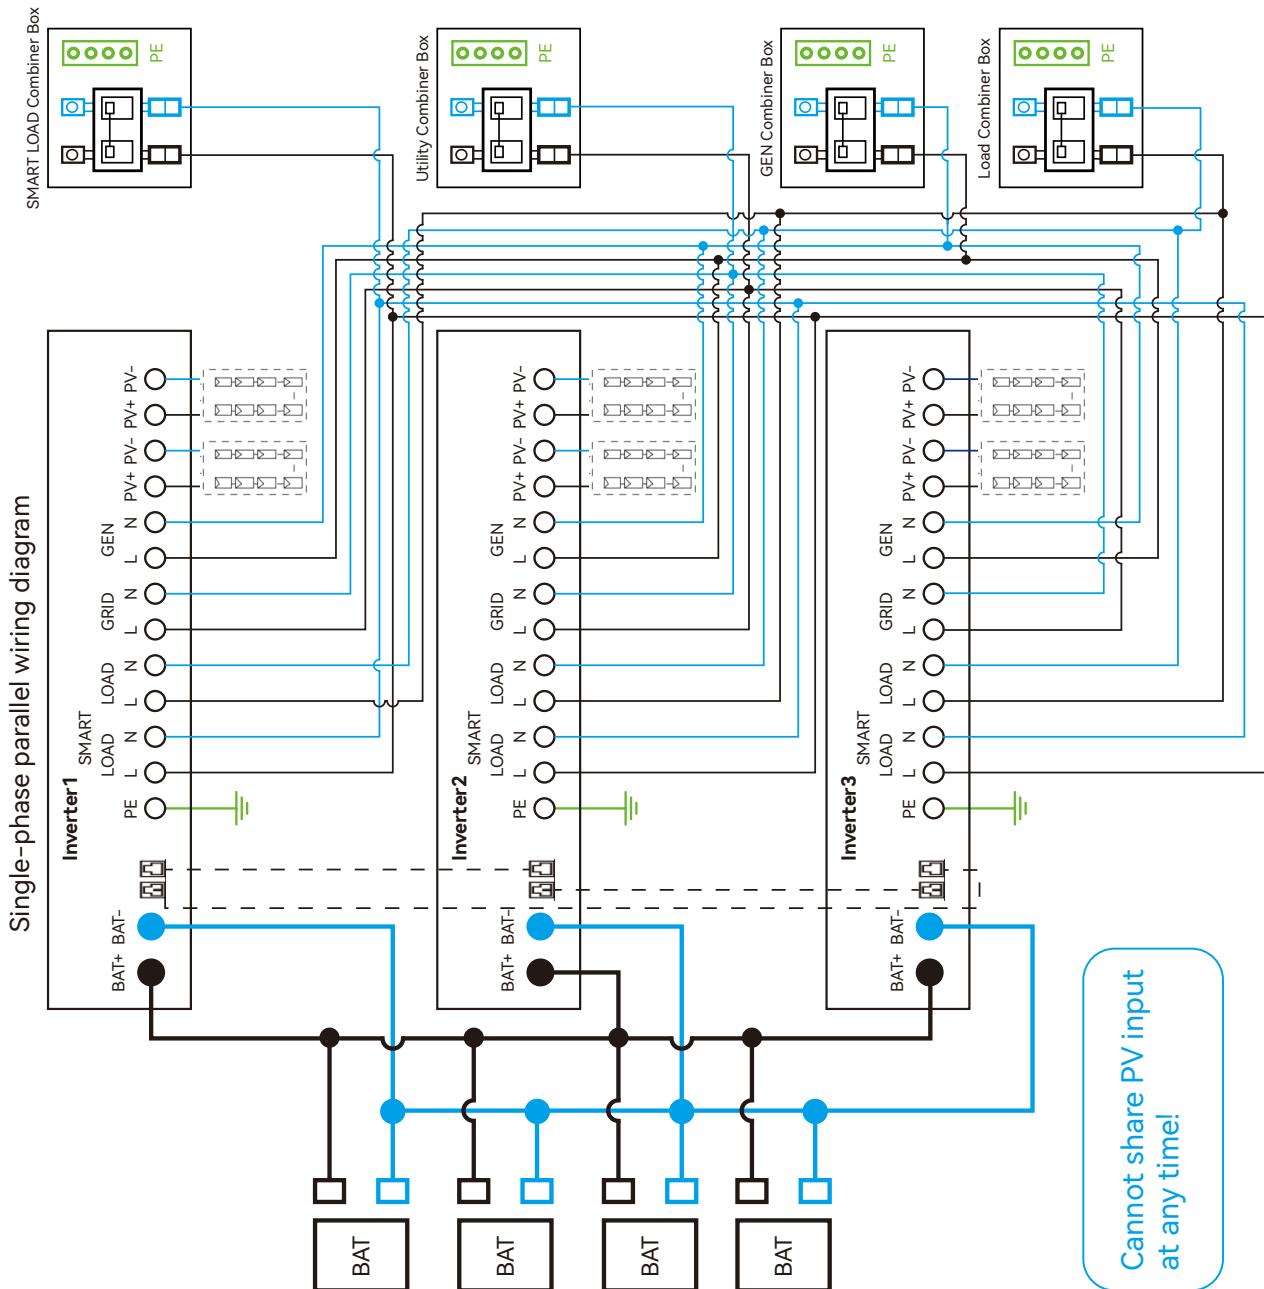 Single-phase parallel wiring diagram
SMART LOAD Combiner Box
PE
Utility Combiner Box
PE
GEN Combiner Box
PE
Load Combiner Box
PE
Inverter1
BAT+
BAT-
PE
SMART
LOAD
L
N
LOAD
L
N
GRID
L
N
GEN
L
N
PV+
PV-
PV+
PV-
Inverter2
BAT+
BAT-
PE
SMART
LOAD
L
N
LOAD
L
N
GRID
L
N
GEN
L
N
PV+
PV-
PV+
PV-
Inverter3
BAT+
BAT-
PE
SMART
LOAD
L
N
LOAD
L
N
GRID
L
N
GEN
L
N
PV+
PV-
PV+
PV-
BAT
BAT
BAT
BAT
Cannot share PV input
at any time!